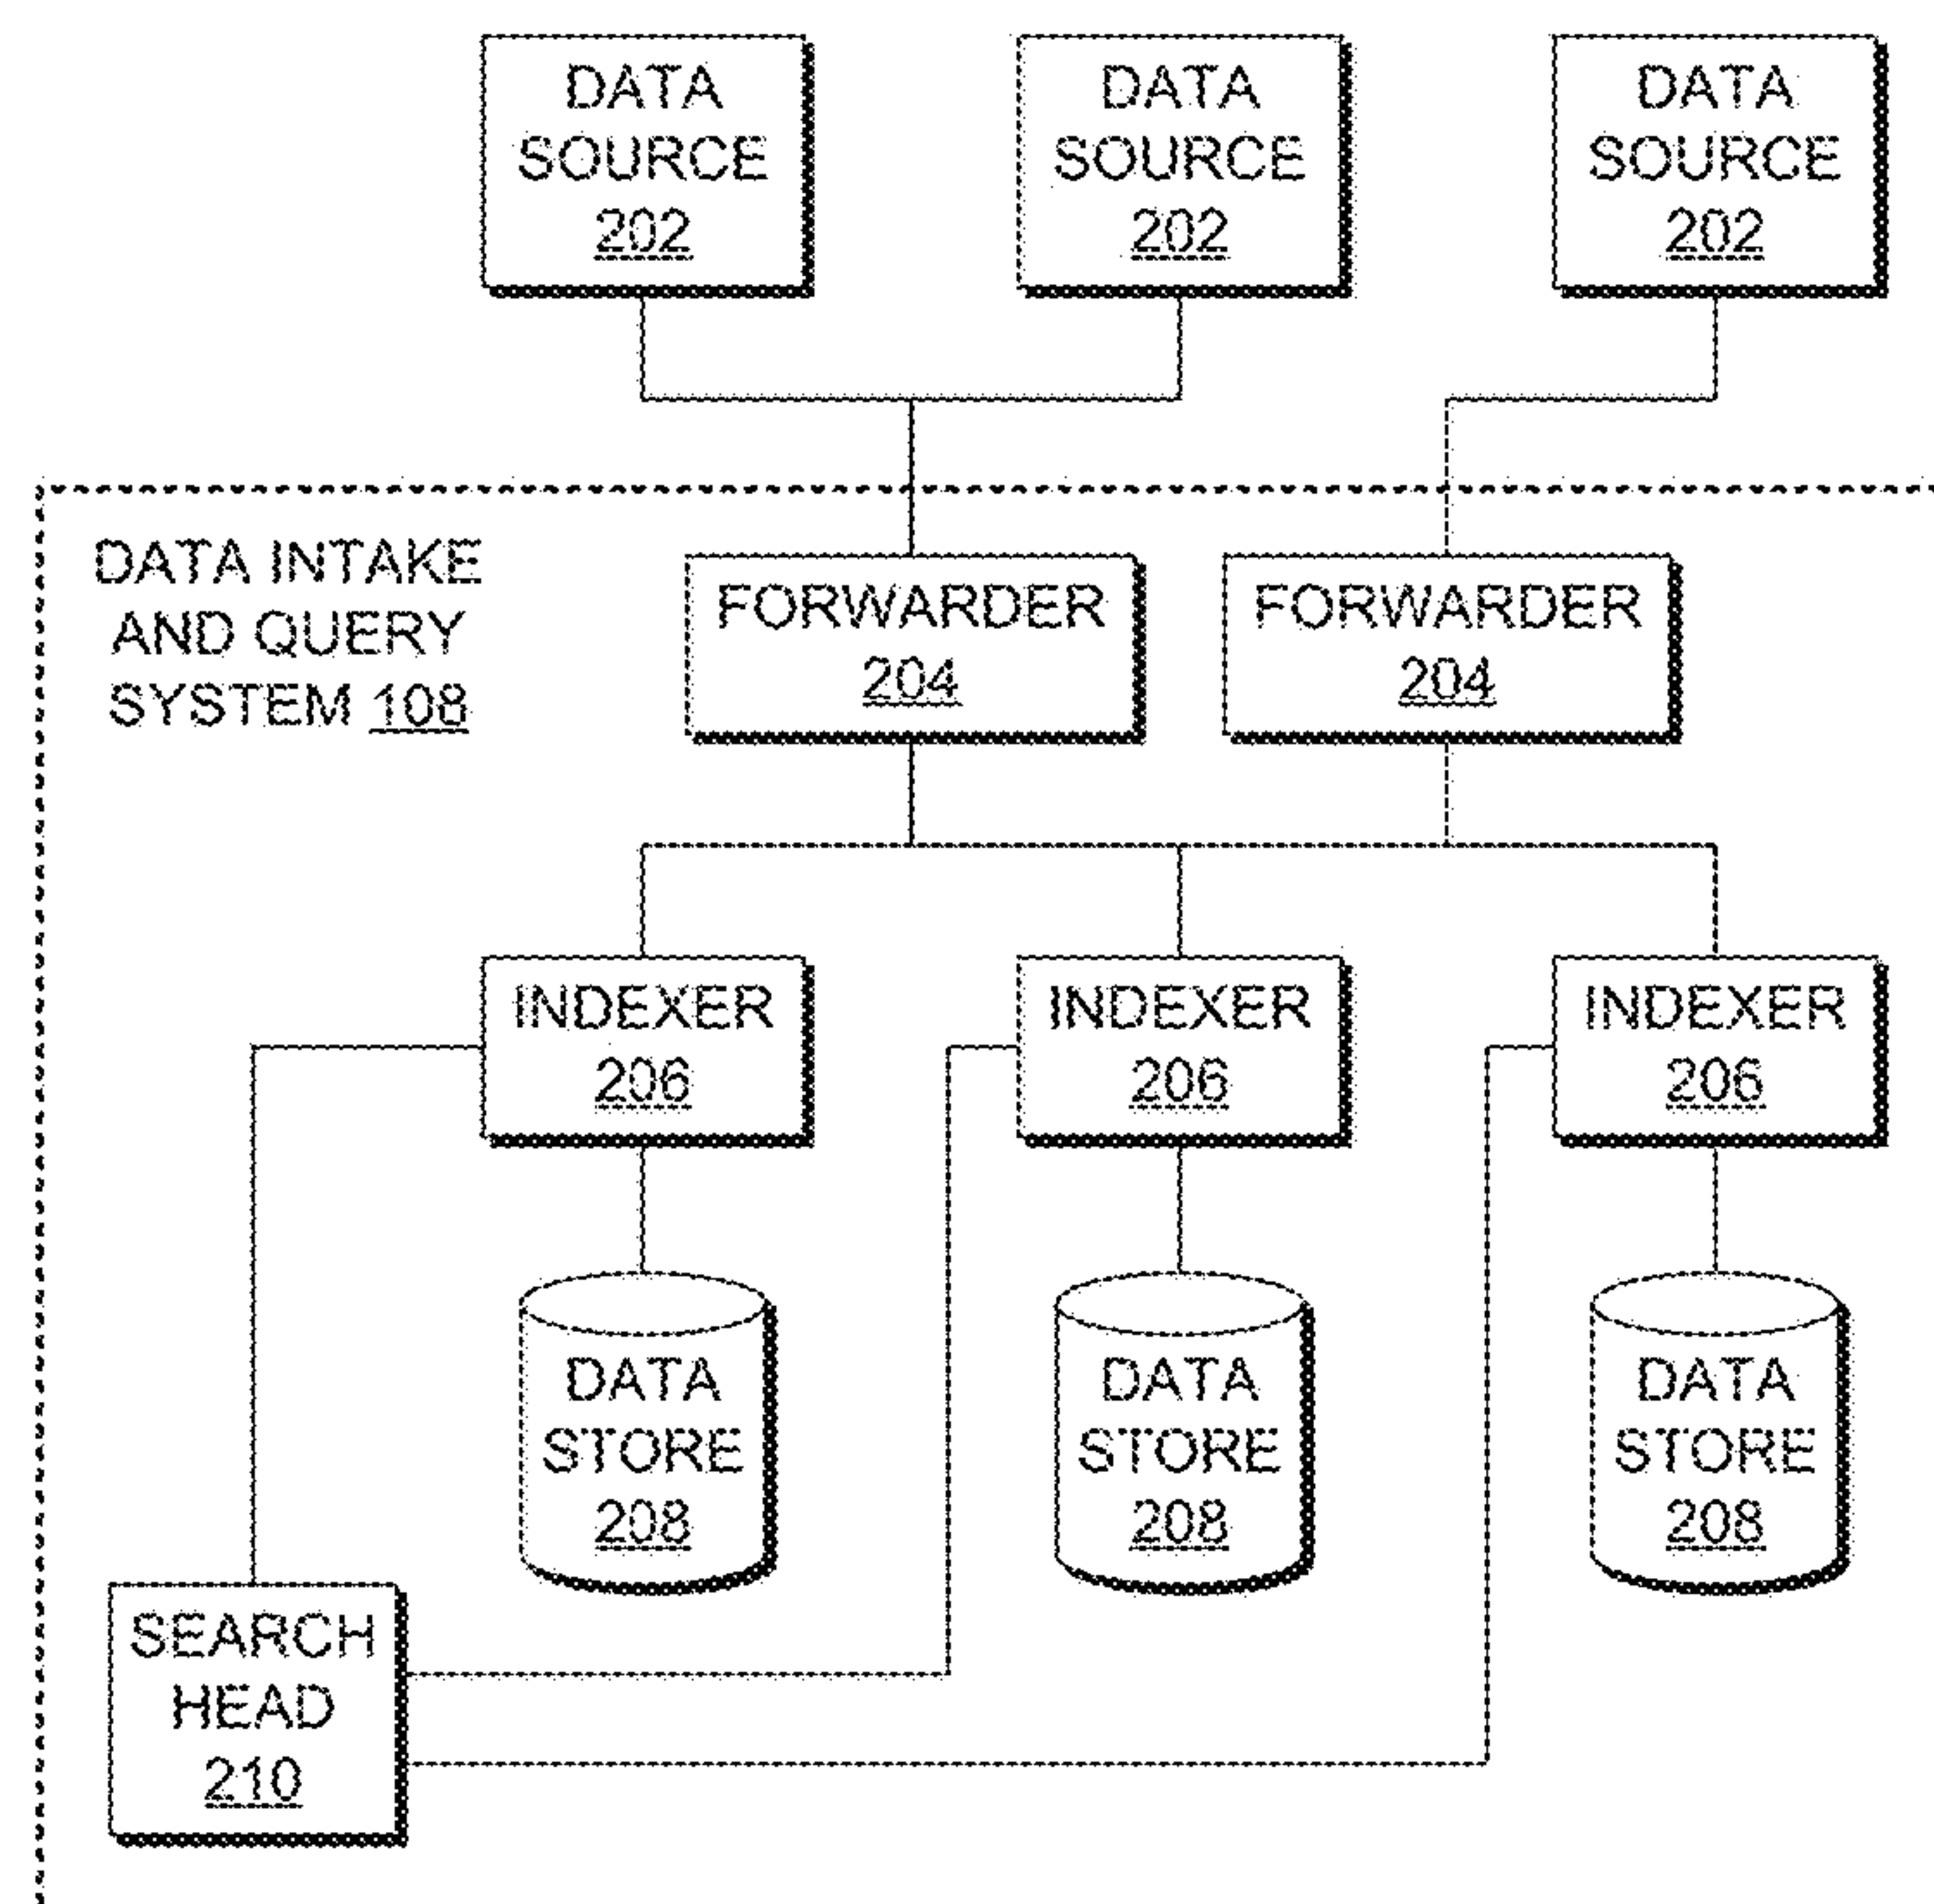 DATA
SOURCE
202
DATA
SOURCE
202
DATA
SOURCE
202
DATA INTAKE
AND QUERY
SYSTEM 108
FORWARDER
204
FORWARDER
204
INDEXER
206
INDEXER
206
INDEXER
206
DATA
STORE
208
DATA
STORE
208
DATA
STORE
208
SEARCH
HEAD
210